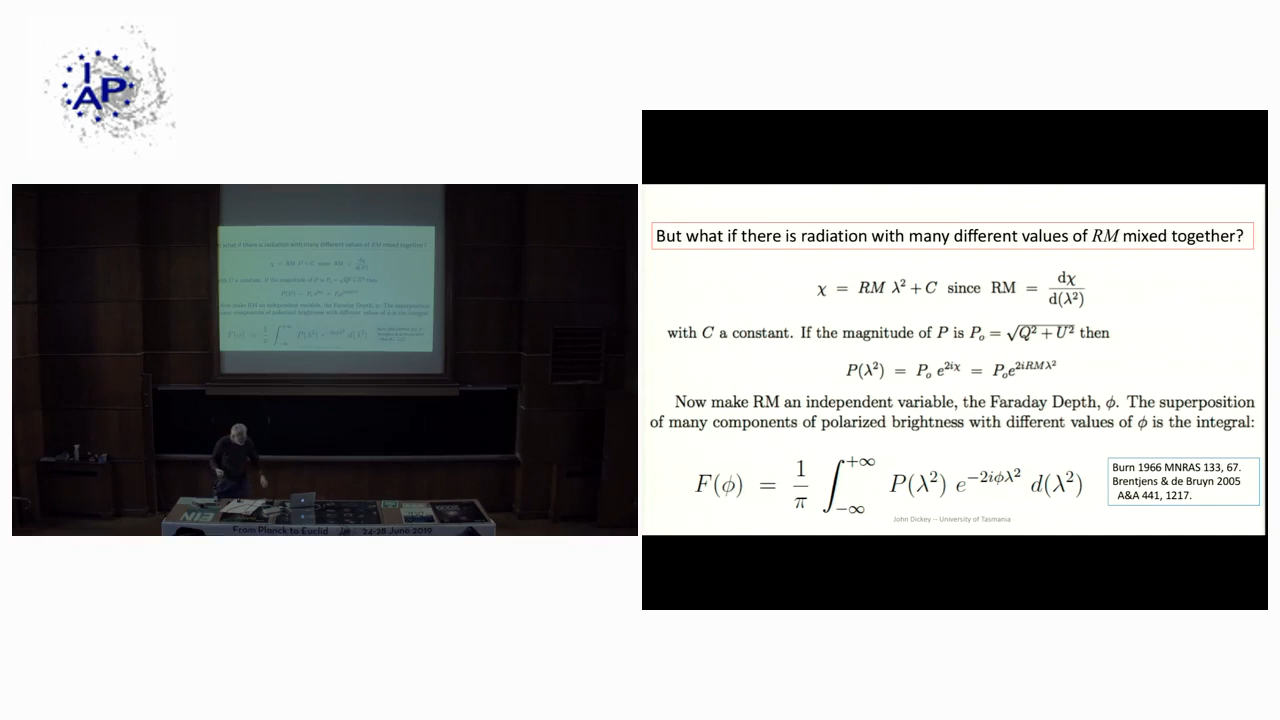 IAP
But what if there is radiation with many different values of RM mixed together?
χ = RM λ² + C since RM = dχ / d(λ²)
with C a constant. If the magnitude of P is Pₒ = √(Q² + U²) then
P(λ²) = Pₒ e^{2iχ} = Pₒe^{2iRMλ²}
Now make RM an independent variable, the Faraday Depth, ϕ. The superposition
of many components of polarized brightness with different values of ϕ is the integral:
F(ϕ) = 1/π ∫_{−∞}^{+∞} P(λ²) e^{−2iϕλ²} d(λ²)
Burn 1966 MNRAS 133, 67.
Brentjens & de Bruyn 2005
A&A 441, 1217.
John Dickey -- University of Tasmania
From Planck to Euclid 24-28 June 2019